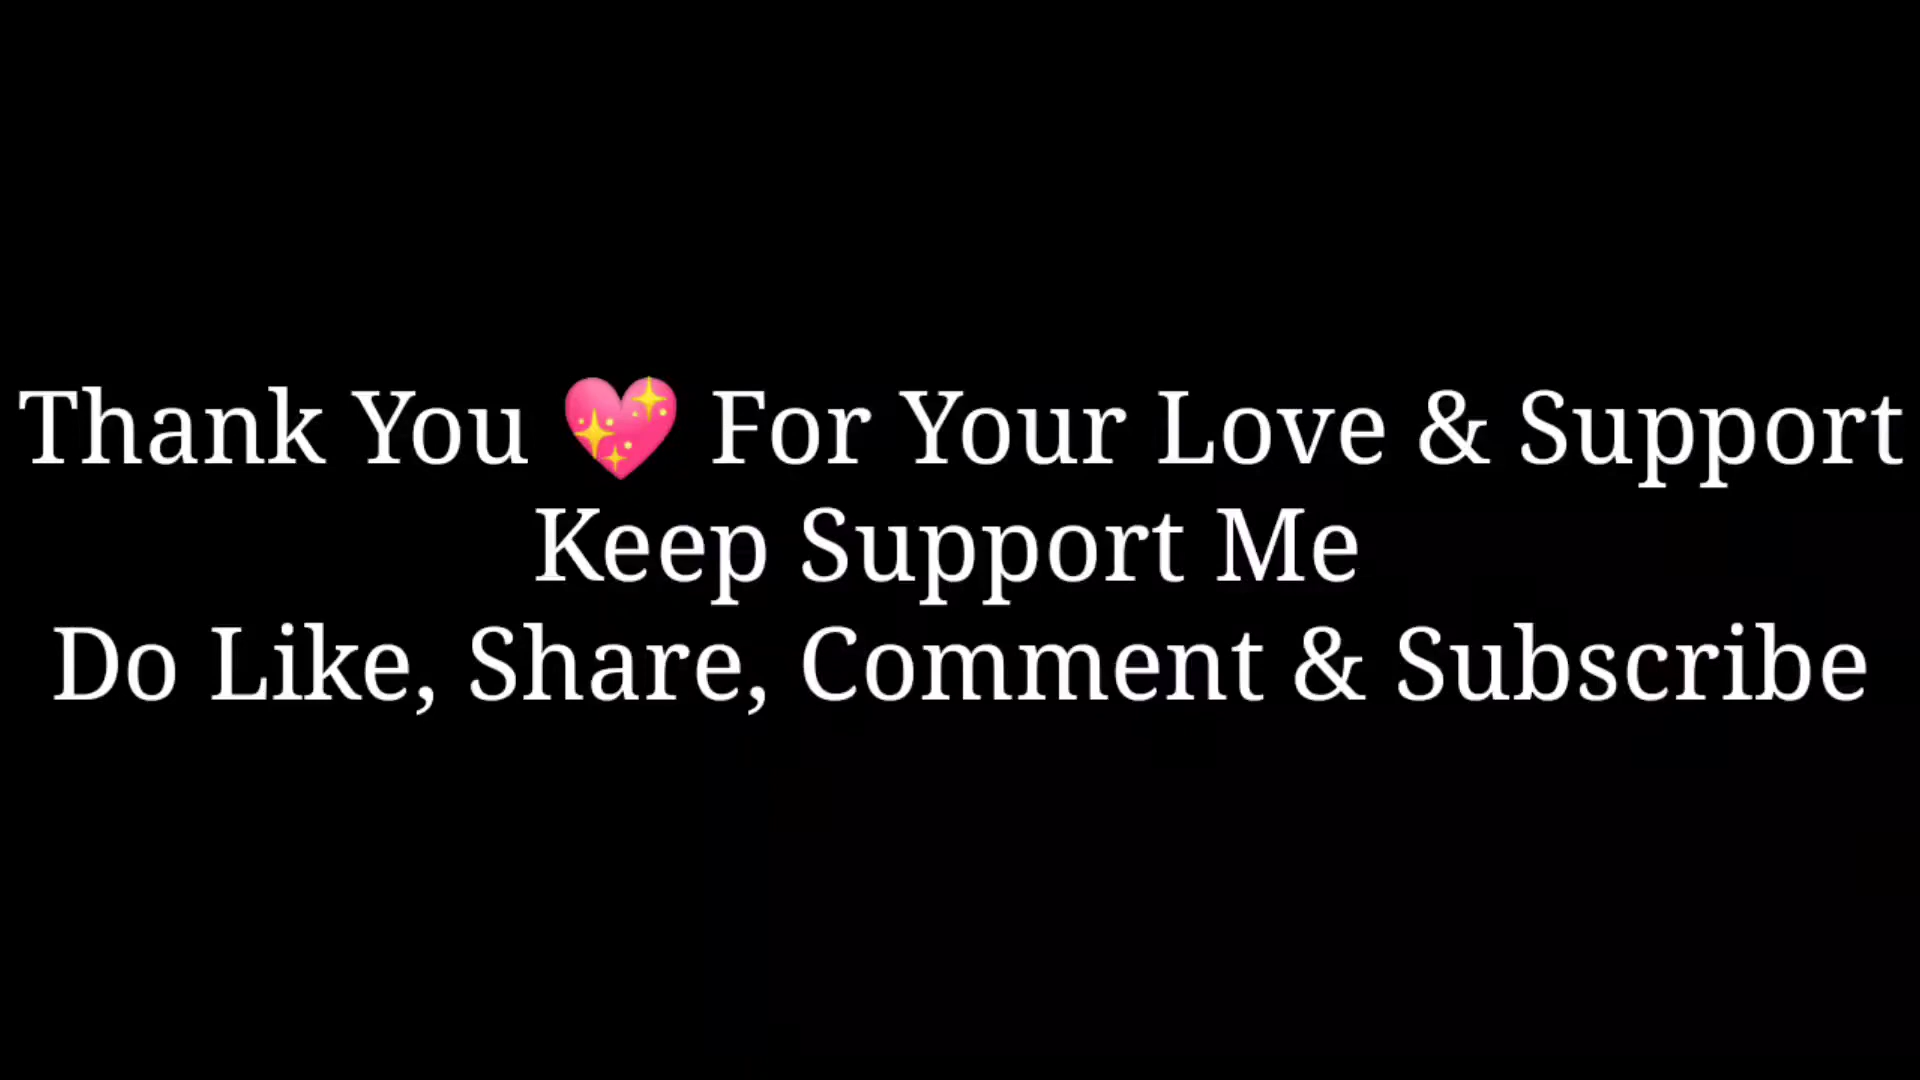 Thank You 💖 For Your Love & Support
Keep Support Me
Do Like, Share, Comment & Subscribe